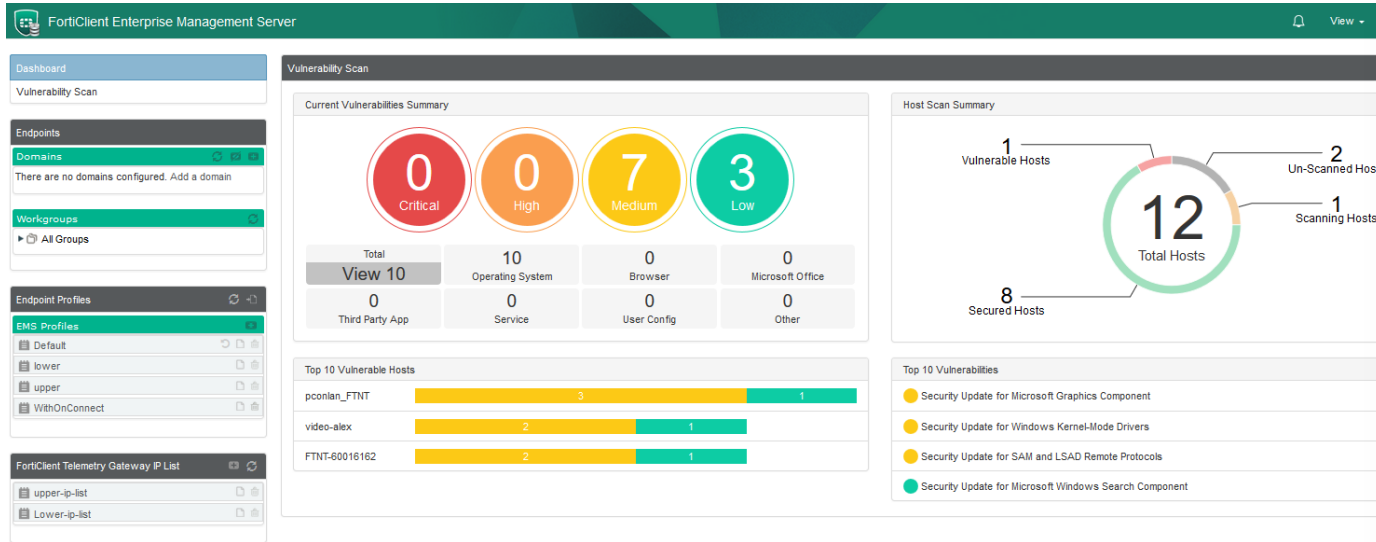 FortiClient Enterprise Management Server
View
Dashboard
Vulnerability Scan
Endpoints
Domains
There are no domains configured. Add a domain
Workgroups
All Groups
Endpoint Profiles
EMS Profiles
Default
lower
upper
WithOnConnect
FortiClient Telemetry Gateway IP List
upper-ip-list
Lower-ip-list
Vulnerability Scan
Current Vulnerabilities Summary
0 0 7 3
Critical High Medium Low
Total 10 0 0
View 10 Operating System Browser Microsoft Office
0 0 0 0
Third Party App Service User Config Other
Top 10 Vulnerable Hosts
pconlan_FTNT 3 1
video-alex 2 1
FTNT-60016162 2 1
Host Scan Summary
1
Vulnerable Hosts
2
Un-Scanned Hos
1
Scanning Hosts
12
Total Hosts
8
Secured Hosts
Top 10 Vulnerabilities
Security Update for Microsoft Graphics Component
Security Update for Windows Kernel-Mode Drivers
Security Update for SAM and LSAD Remote Protocols
Security Update for Microsoft Windows Search Component